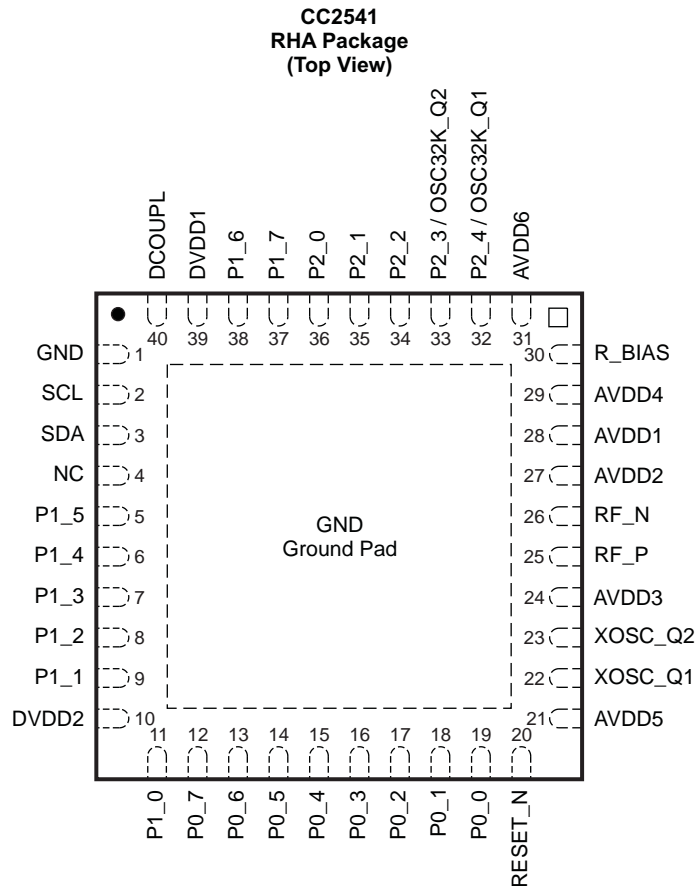 CC2541
RHA Package
(Top View)
DCOUPL
DVDD1
P1_6
P1_7
P2_0
P2_1
P2_2
P2_3 / OSC32K_Q2
P2_4 / OSC32K_Q1
AVDD6
40
39
38
37
36
35
34
33
32
31
GND 1
SCL 2
SDA 3
NC 4
P1_5 5
P1_4 6
P1_3 7
P1_2 8
P1_1 9
DVDD2 10
GND
Ground Pad
30 R_BIAS
29 AVDD4
28 AVDD1
27 AVDD2
26 RF_N
25 RF_P
24 AVDD3
23 XOSC_Q2
22 XOSC_Q1
21 AVDD5
11
12
13
14
15
16
17
18
19
20
P1_0
P0_7
P0_6
P0_5
P0_4
P0_3
P0_2
P0_1
P0_0
RESET_N